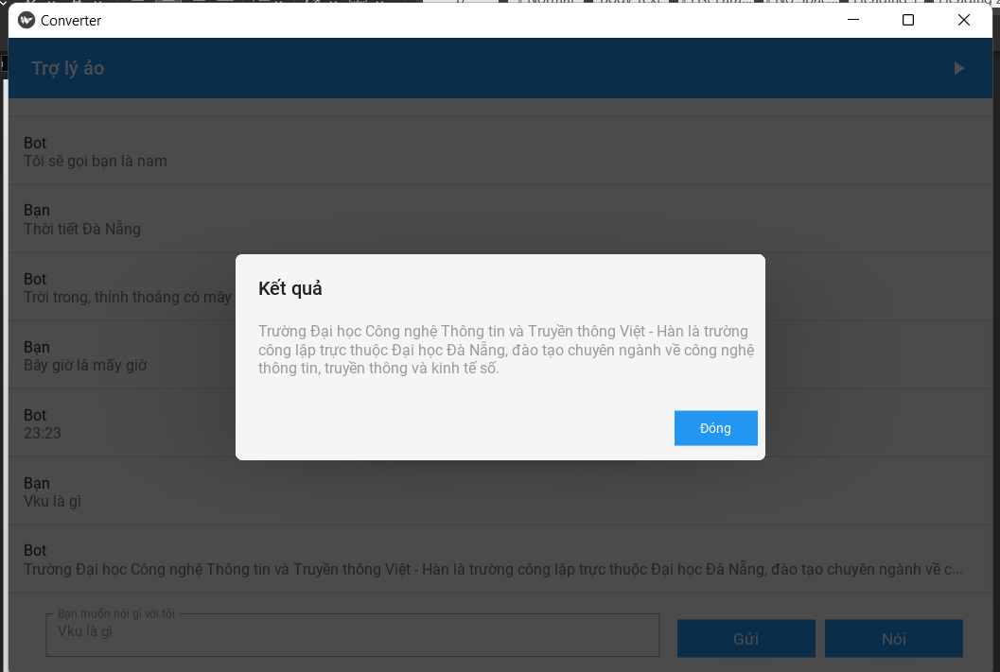 Converter
Trợ lý ảo
Bot
Tôi sẽ gọi bạn là nam
Bạn
Thời tiết Đà Nẵng
Bot
Trời trong, thỉnh thoảng có mây
Bạn
Bây giờ là mấy giờ
Bot
23:23
Bạn
Vku là gì
Bot
Trường Đại học Công nghệ Thông tin và Truyền thông Việt - Hàn là trường công lập trực thuộc Đại học Đà Nẵng, đào tạo chuyên ngành về c...
Kết quả
Trường Đại học Công nghệ Thông tin và Truyền thông Việt - Hàn là trường
công lập trực thuộc Đại học Đà Nẵng, đào tạo chuyên ngành về công nghệ
thông tin, truyền thông và kinh tế số.
Đóng
Bạn muốn nói gì với tôi
Vku là gì
Gửi
Nói